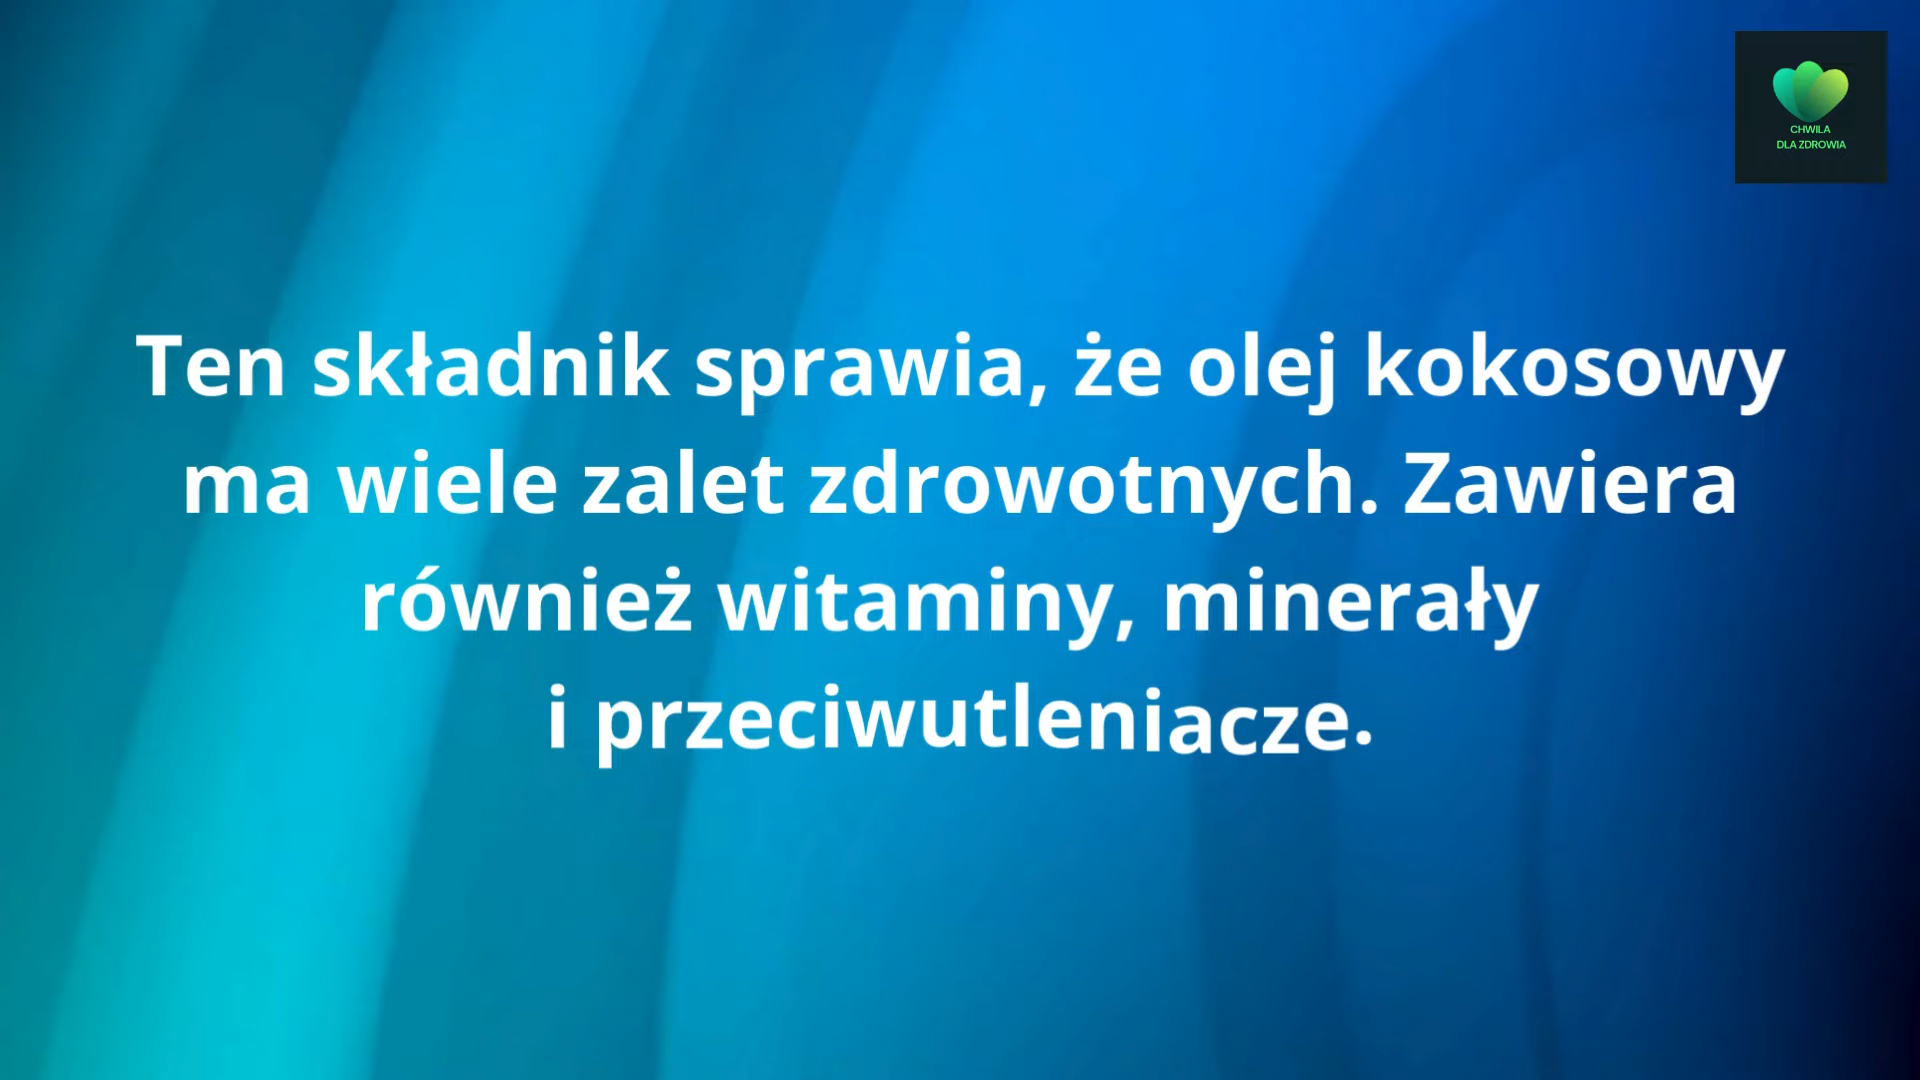 CHWILA
DLA ZDROWIA
Ten składnik sprawia, że olej kokosowy
ma wiele zalet zdrowotnych. Zawiera
również witaminy, minerały
i przeciwutleniacze.